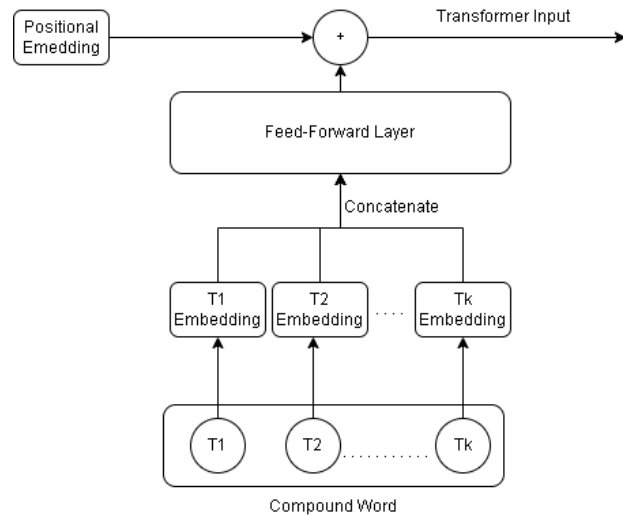 Positional
Emedding
+
Transformer Input
Feed-Forward Layer
Concatenate
T1
Embedding
T2
Embedding
. . . .
Tk
Embedding
T1
T2
. . . . . . . . . . .
Tk
Compound Word